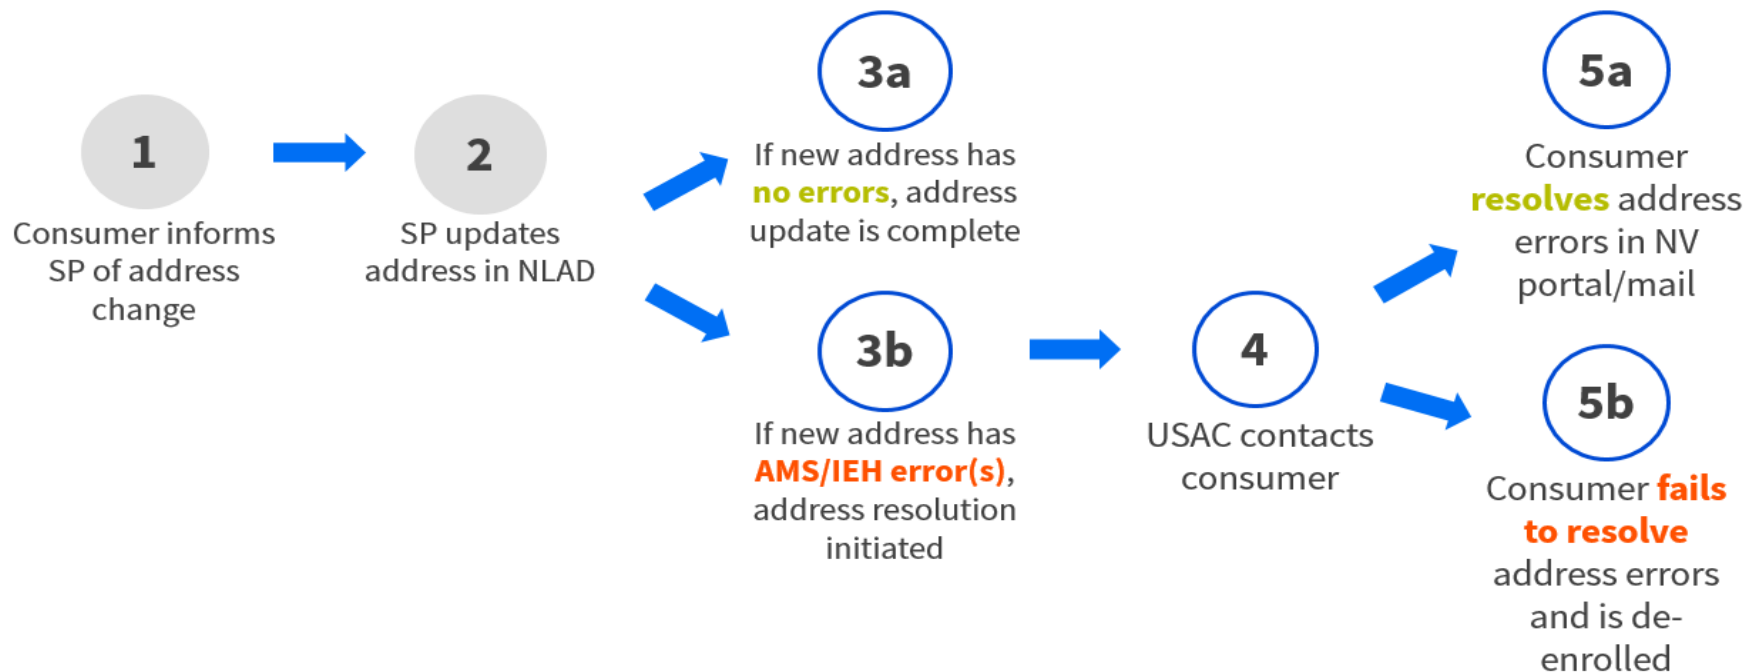 1
Consumer informs
SP of address
change
2
SP updates
address in NLAD
3a
If new address has
no errors, address
update is complete
3b
If new address has
AMS/IEH error(s),
address resolution
initiated
4
USAC contacts
consumer
5a
Consumer
resolves address
errors in NV
portal/mail
5b
Consumer fails
to resolve
address errors
and is de-
enrolled